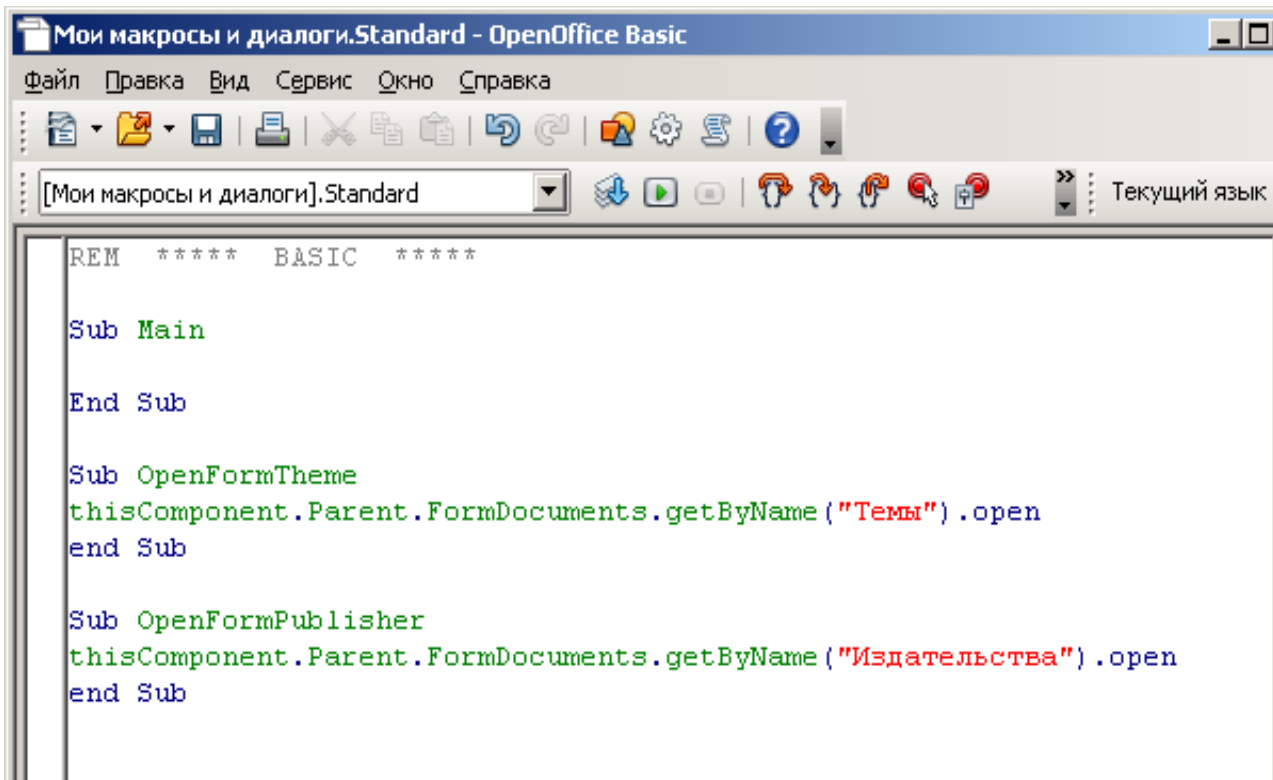 Мои макросы и диалоги.Standard - OpenOffice Basic
Файл Правка Вид Сервис Окно Справка
[Мои макросы и диалоги].Standard Текущий язык
REM ***** BASIC *****
Sub Main
End Sub
Sub OpenFormTheme
thisComponent.Parent.FormDocuments.getByName("Темы").open
end Sub
Sub OpenFormPublisher
thisComponent.Parent.FormDocuments.getByName("Издательства").open
end Sub